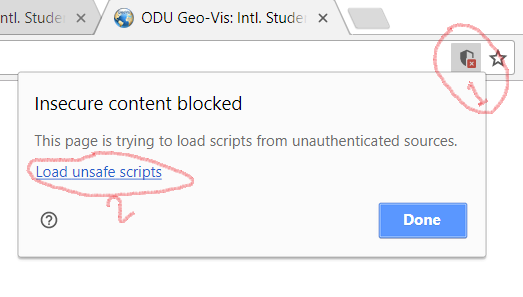 ntl. Studer
ODU Geo-Vis: Intl. Stude
1
Insecure content blocked
This page is trying to load scripts from unauthenticated sources.
Load unsafe scripts
2
Done